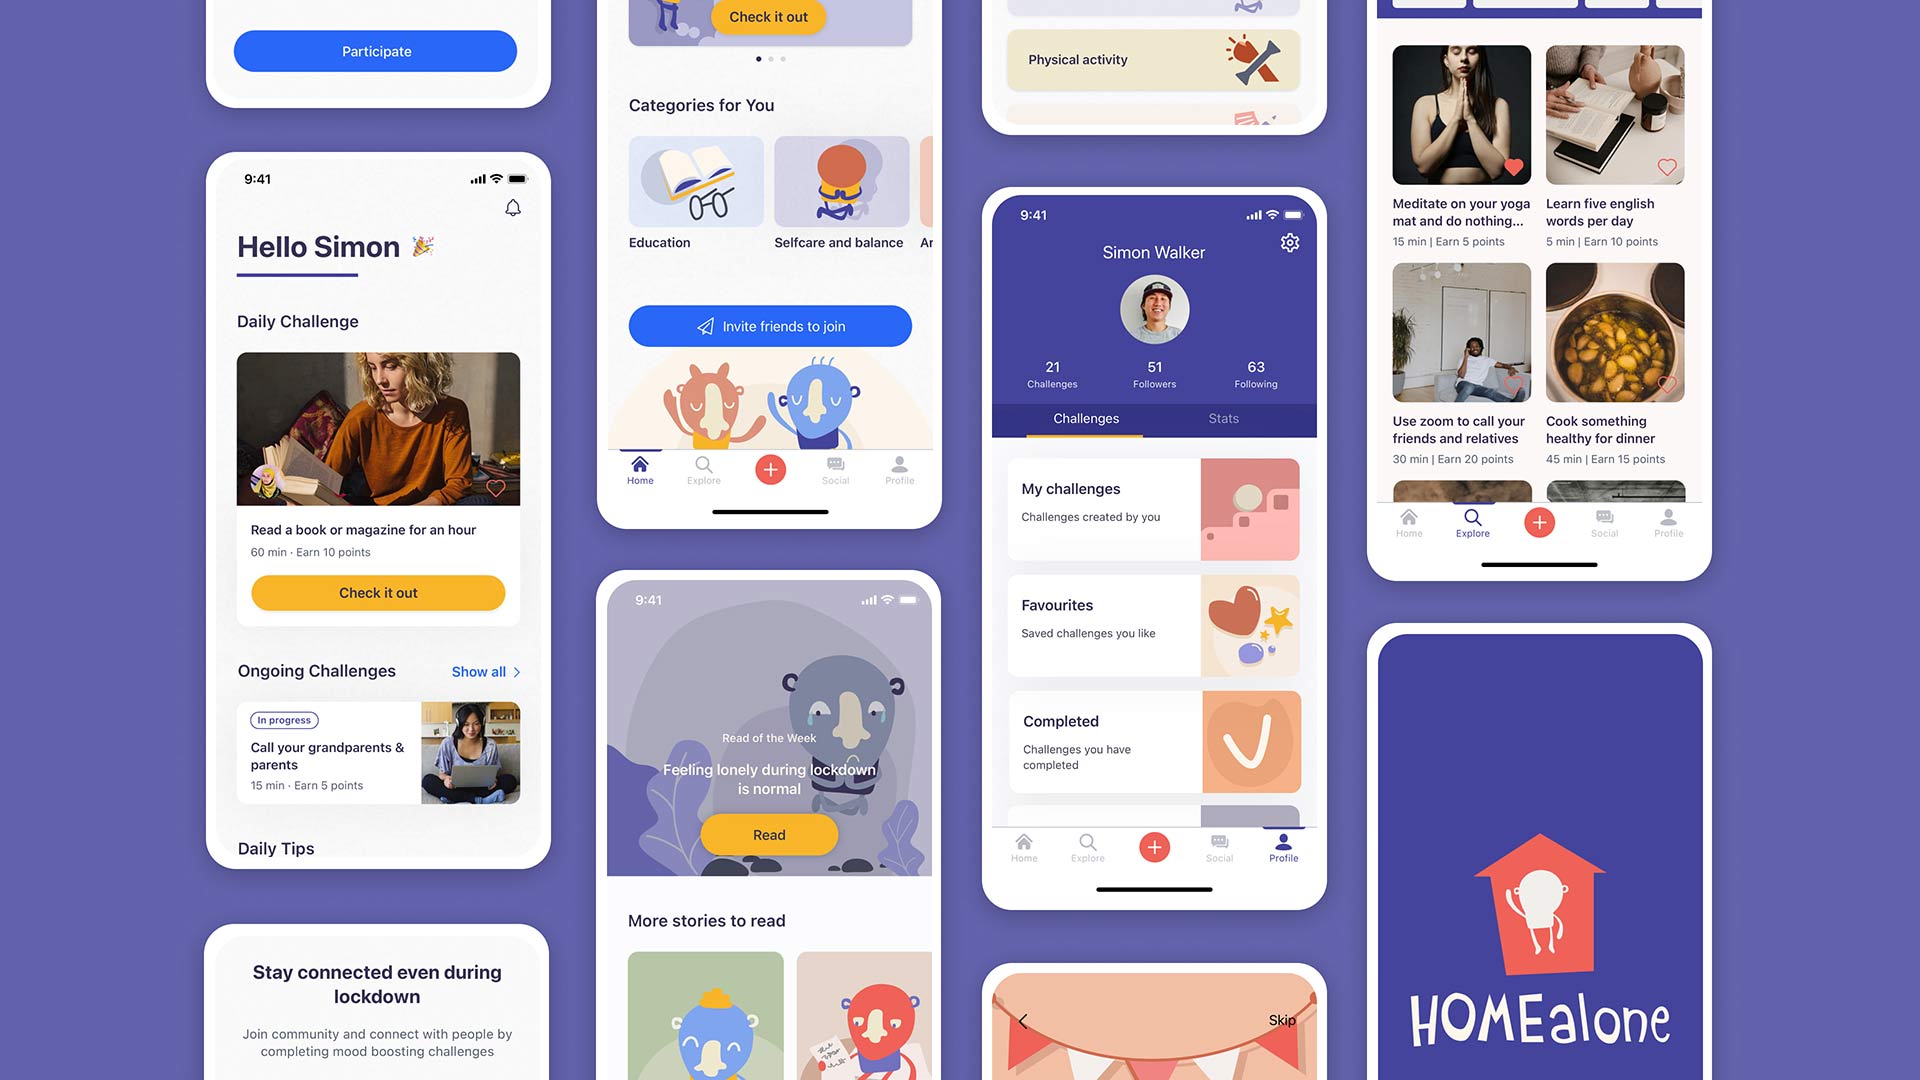 Participate
9:41
Hello Simon
Daily Challenge
Read a book or magazine for an hour
60 min · Earn 10 points
Check it out
Ongoing Challenges
Show all
In progress
Call your grandparents &
parents
15 min · Earn 5 points
Daily Tips
Stay connected even during
lockdown
Join community and connect with people by
completing mood boosting challenges
Check it out
Categories for You
Education
Selfcare and balance
Invite friends to join
Home
Explore
Social
Profile
9:41
Read of the Week
Feeling lonely during lockdown
is normal
Read
More stories to read
Physical activity
9:41
Simon Walker
21
51
63
Challenges
Followers
Following
Challenges
Stats
My challenges
Challenges created by you
Favourites
Saved challenges you like
Completed
Challenges you have
completed
Home
Explore
Social
Profile
Skip
Meditate on your yoga
mat and do nothing...
15 min | Earn 5 points
Learn five english
words per day
5 min | Earn 10 points
Use zoom to call your
friends and relatives
30 min | Earn 20 points
Cook something
healthy for dinner
45 min | Earn 15 points
Home
Explore
Social
Profile
HOMEalone